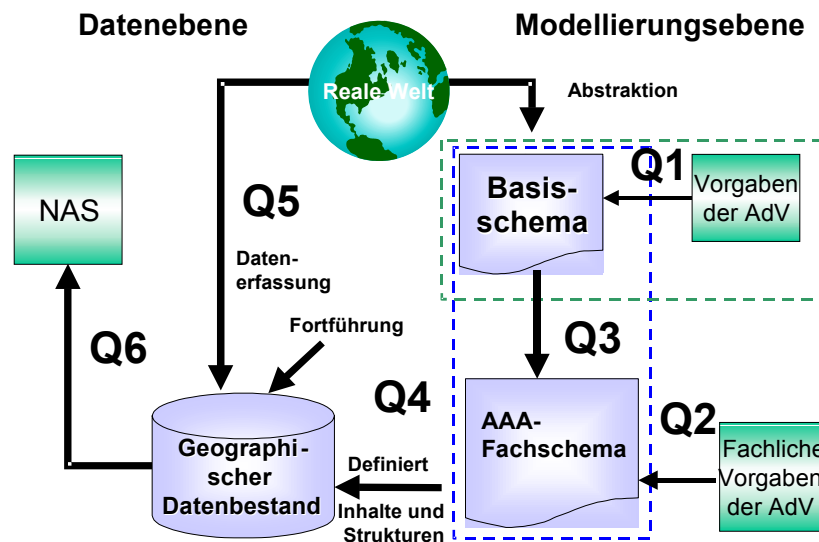 Datenebene
Modellierungsebene
Reale Welt
Abstraktion
Q1
Basis-
schema
Vorgaben
der AdV
NAS
Q5
Daten-
erfassung
Fortführung
Q3
Q6
Q4
AAA-
Fachschema
Q2
Fachliche
Vorgaben
der AdV
Geographi-
scher
Datenbestand
Definiert
Inhalte und
Strukturen